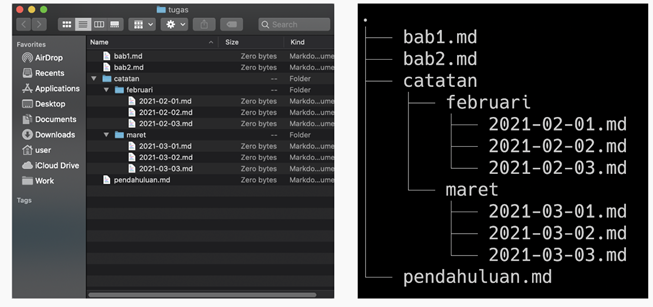 tugas
Search
Favorites
AirDrop
Recents
Applications
Desktop
Documents
Downloads
user
iCloud Drive
Work
Tags
Name Size Kind
bab1.md Zero bytes Markdo...ume
bab2.md Zero bytes Markdo...ume
catatan -- Folder
februari -- Folder
2021-02-01.md Zero bytes Markdo...ume
2021-02-02.md Zero bytes Markdo...ume
2021-02-03.md Zero bytes Markdo...ume
maret -- Folder
2021-03-01.md Zero bytes Markdo...ume
2021-03-02.md Zero bytes Markdo...ume
2021-03-03.md Zero bytes Markdo...ume
pendahuluan.md Zero bytes Markdo...ume
.
├── bab1.md
├── bab2.md
├── catatan
│   ├── februari
│   │   ├── 2021-02-01.md
│   │   ├── 2021-02-02.md
│   │   └── 2021-02-03.md
│   └── maret
│       ├── 2021-03-01.md
│       ├── 2021-03-02.md
│       └── 2021-03-03.md
└── pendahuluan.md